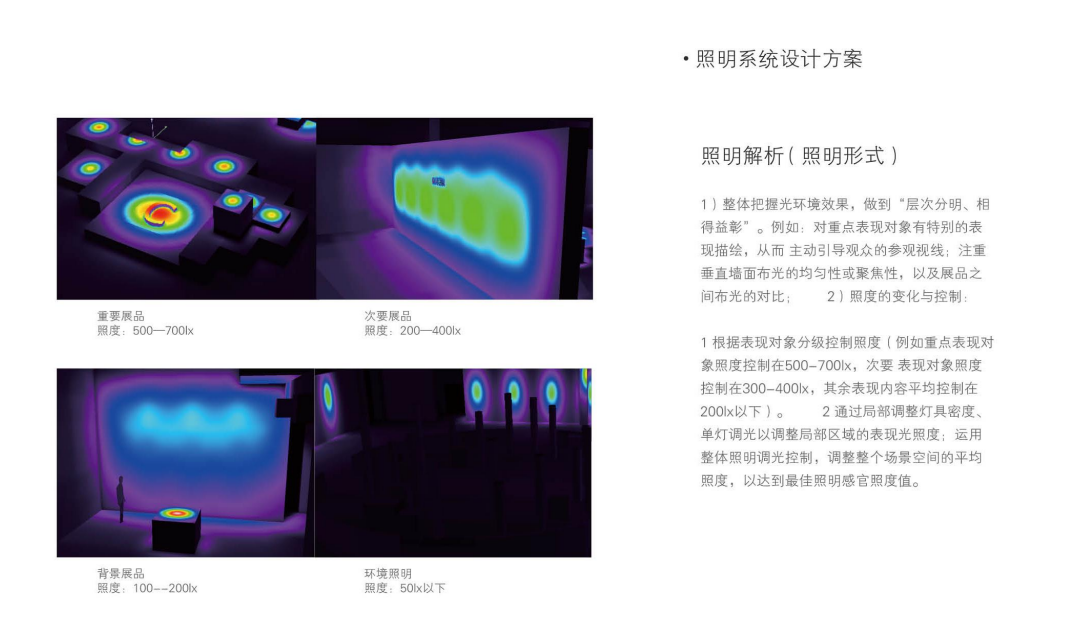 • 照明系统设计方案
照明解析（照明形式）
1）整体把握光环境效果，做到“层次分明、相
得益彰”。例如：对重点表现对象有特别的表
现描绘，从而 主动引导观众的参观视线；注重
垂直墙面布光的均匀性或聚焦性，以及展品之
间布光的对比；　　2）照度的变化与控制：
1 根据表现对象分级控制照度（例如重点表现对
象照度控制在500-700lx，次要 表现对象照度
控制在300-400lx，其余表现内容平均控制在
200lx以下）。　　2 通过局部调整灯具密度、
单灯调光以调整局部区域的表现光照度；运用
整体照明调光控制，调整整个场景空间的平均
照度，以达到最佳照明感官照度值。
重要展品
照度：500—700lx
次要展品
照度：200—400lx
背景展品
照度：100--200lx
环境照明
照度：50lx以下